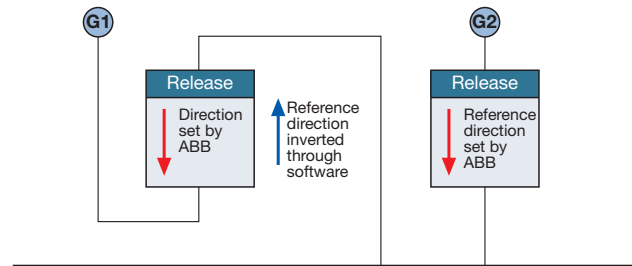 G1
G2
Release
Direction
set by
ABB
Reference
direction
inverted
through
software
Release
Reference
direction
set by
ABB